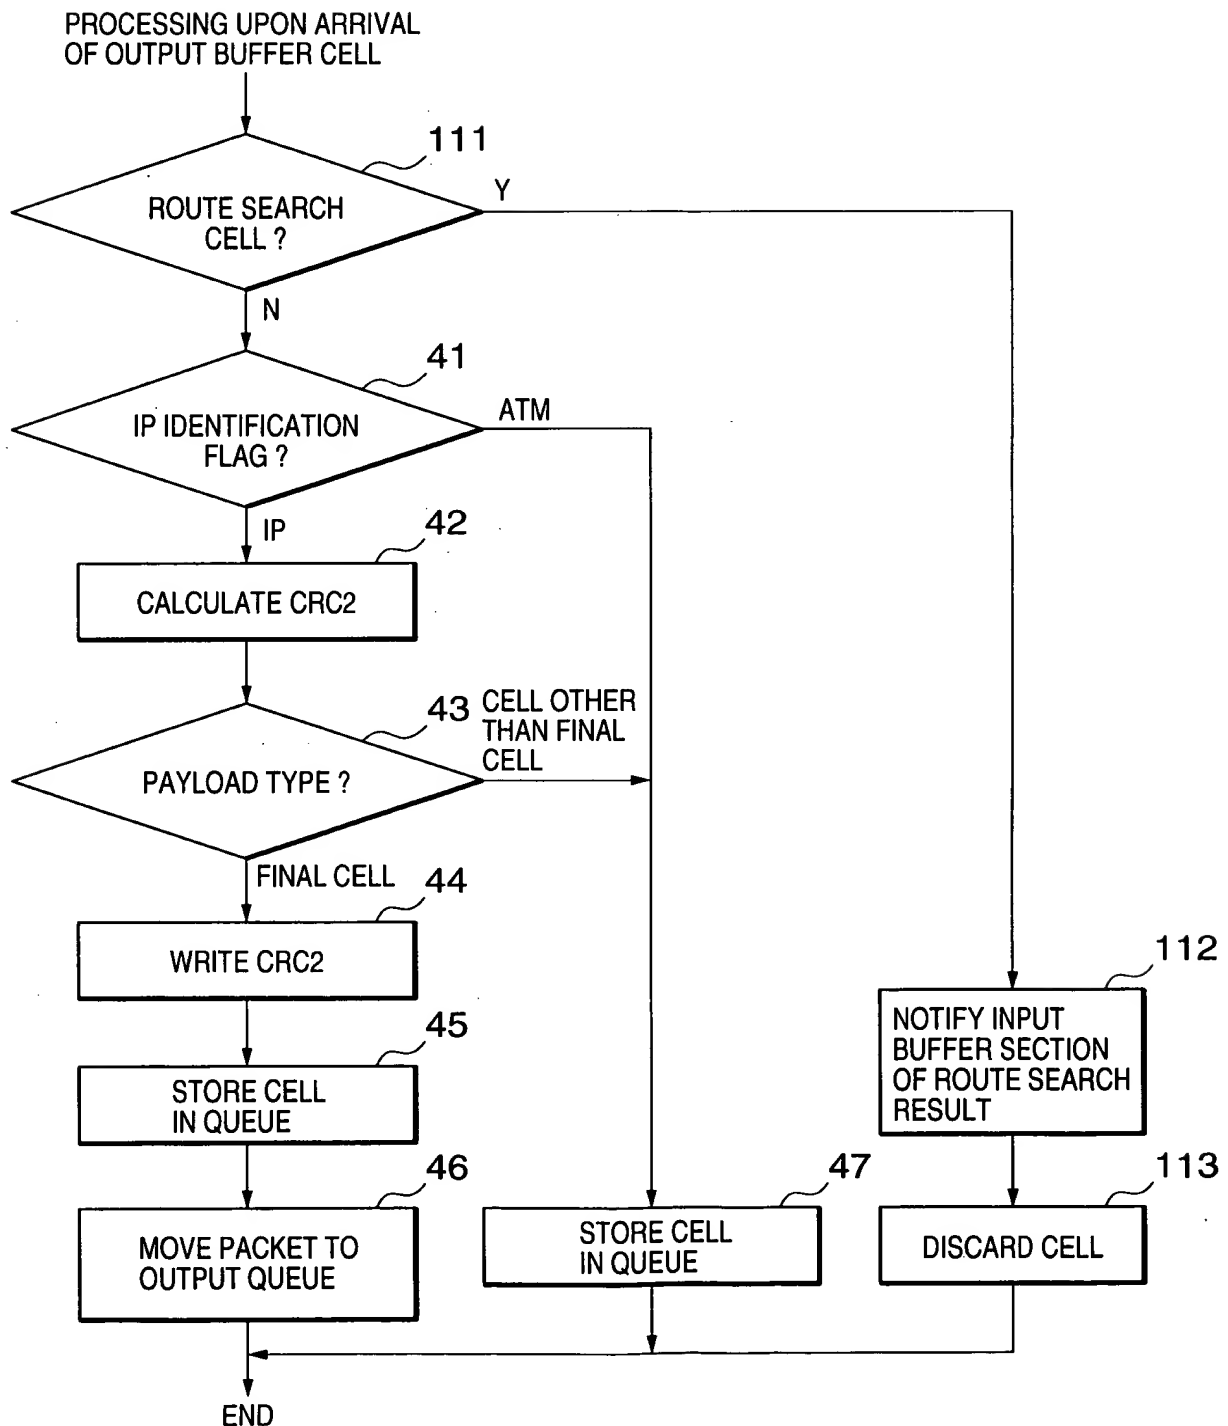 PROCESSING UPON ARRIVAL
OF OUTPUT BUFFER CELL
111
ROUTE SEARCH
CELL ?
Y
N
41
IP IDENTIFICATION
FLAG ?
ATM
IP
42
CALCULATE CRC2
43
CELL OTHER
THAN FINAL
CELL
PAYLOAD TYPE ?
FINAL CELL
44
WRITE CRC2
112
NOTIFY INPUT
BUFFER SECTION
OF ROUTE SEARCH
RESULT
45
STORE CELL
IN QUEUE
46
MOVE PACKET TO
OUTPUT QUEUE
47
STORE CELL
IN QUEUE
113
DISCARD CELL
END